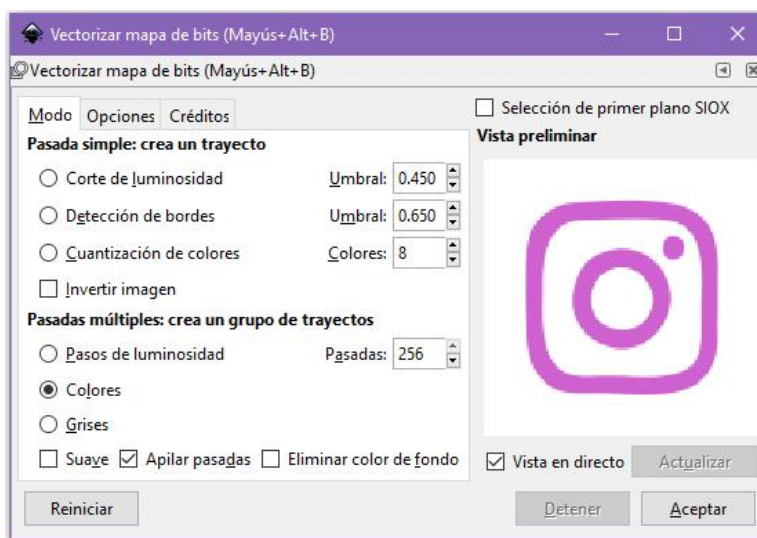 Vectorizar mapa de bits (Mayús+Alt+B)
Vectorizar mapa de bits (Mayús+Alt+B)
Modo Opciones Créditos
Selección de primer plano SIOX
Pasada simple: crea un trayecto
Vista preliminar
Corte de luminosidad Umbral: 0.450
Detección de bordes Umbral: 0.650
Cuantización de colores Colores: 8
Invertir imagen
Pasadas múltiples: crea un grupo de trayectos
Pasos de luminosidad Pasadas: 256
Colores
Grises
Suave Apilar pasadas Eliminar color de fondo
Vista en directo Actualizar
Reiniciar Detener Aceptar